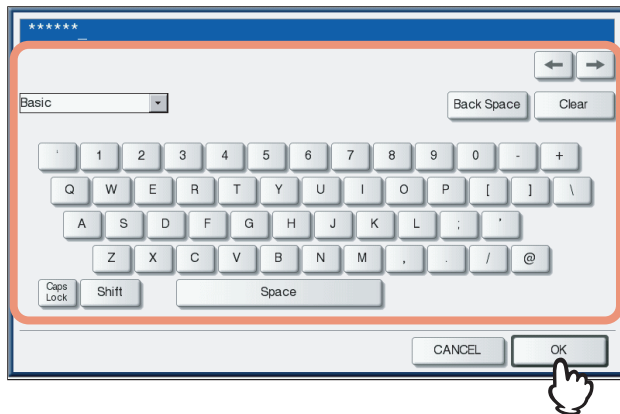 ******_
← →
Basic Back Space Clear
` 1 2 3 4 5 6 7 8 9 0 - +
Q W E R T Y U I O P [ ] \
A S D F G H J K L ; '
Z X C V B N M , . / @
Caps Lock Shift Space
CANCEL OK